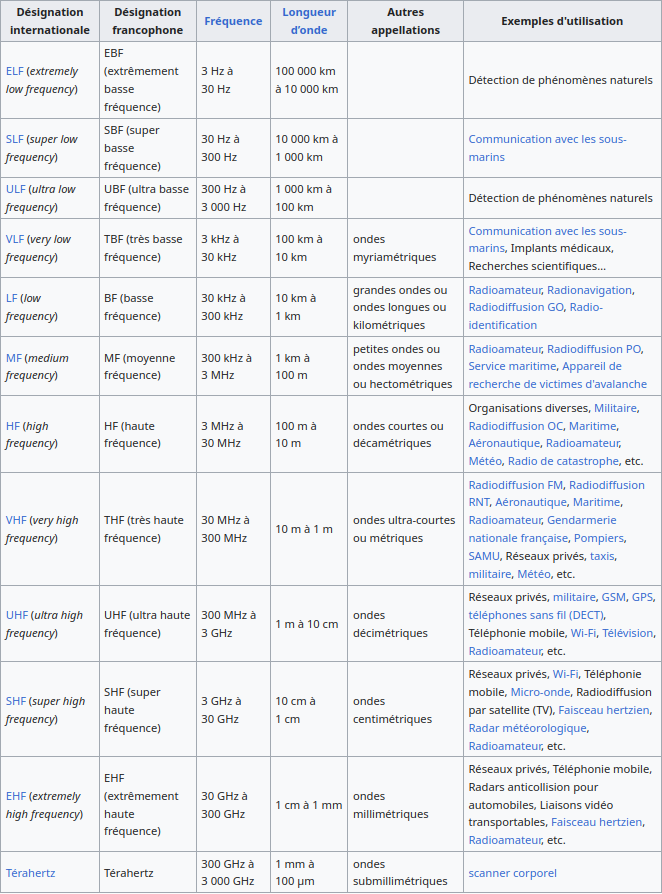 Désignation internationale
Désignation francophone
Fréquence
Longueur d'onde
Autres appellations
Exemples d'utilisation
ELF (extremely
low frequency)
EBF
(extrêmement
basse
fréquence)
3 Hz à
30 Hz
100 000 km
à 10 000 km
Détection de phénomènes naturels
SLF (super low
frequency)
SBF (super
basse
fréquence)
30 Hz à
300 Hz
10 000 km à
1 000 km
Communication avec les sous-
marins
ULF (ultra low
frequency)
UBF (ultra basse
fréquence)
300 Hz à
3 000 Hz
1 000 km à
100 km
Détection de phénomènes naturels
VLF (very low
frequency)
TBF (très basse
fréquence)
3 kHz à
30 kHz
100 km à
10 km
ondes
myriamétriques
Communication avec les sous-
marins, Implants médicaux,
Recherches scientifiques…
LF (low
frequency)
BF (basse
fréquence)
30 kHz à
300 kHz
10 km à
1 km
grandes ondes ou
ondes longues ou
kilométriques
Radioamateur, Radionavigation,
Radiodiffusion GO, Radio-
identification
MF (medium
frequency)
MF (moyenne
fréquence)
300 kHz à
3 MHz
1 km à
100 m
petites ondes ou
ondes moyennes
ou hectométriques
Radioamateur, Radiodiffusion PO,
Service maritime, Appareil de
recherche de victimes d'avalanche
HF (high
frequency)
HF (haute
fréquence)
3 MHz à
30 MHz
100 m à
10 m
ondes courtes ou
décamétriques
Organisations diverses, Militaire,
Radiodiffusion OC, Maritime,
Aéronautique, Radioamateur,
Météo, Radio de catastrophe, etc.
VHF (very high
frequency)
THF (très haute
fréquence)
30 MHz à
300 MHz
10 m à 1 m
ondes ultra-courtes
ou métriques
Radiodiffusion FM, Radiodiffusion
RNT, Aéronautique, Maritime,
Radioamateur, Gendarmerie
nationale française, Pompiers,
SAMU, Réseaux privés, taxis,
militaire, Météo, etc.
UHF (ultra high
frequency)
UHF (ultra haute
fréquence)
300 MHz à
3 GHz
1 m à 10 cm
ondes
décimétriques
Réseaux privés, militaire, GSM, GPS,
téléphones sans fil (DECT),
Téléphonie mobile, Wi-Fi, Télévision,
Radioamateur, etc.
SHF (super high
frequency)
SHF (super
haute
fréquence)
3 GHz à
30 GHz
10 cm à
1 cm
ondes
centimétriques
Réseaux privés, Wi-Fi, Téléphonie
mobile, Micro-onde, Radiodiffusion
par satellite (TV), Faisceau hertzien,
Radar météorologique,
Radioamateur, etc.
EHF (extremely
high frequency)
EHF
(extrêmement
haute
fréquence)
30 GHz à
300 GHz
1 cm à 1 mm
ondes
millimétriques
Réseaux privés, Téléphonie mobile,
Radars anticollision pour
automobiles, Liaisons vidéo
transportables, Faisceau hertzien,
Radioamateur, etc.
Térahertz
Térahertz
300 GHz à
3 000 GHz
1 mm à
100 µm
ondes
submillimétriques
scanner corporel